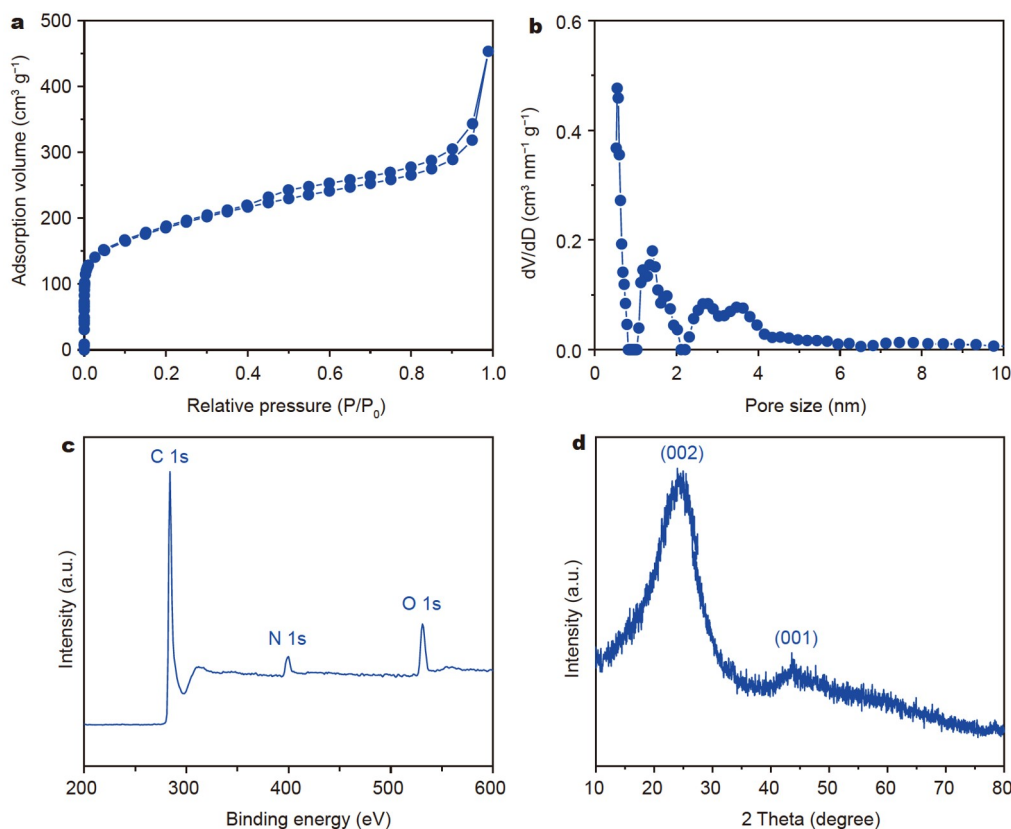 a
500
400
300
200
100
0
Adsorption volume (cm³ g⁻¹)
0.0 0.2 0.4 0.6 0.8 1.0
Relative pressure (P/P₀)
b
0.6
0.4
0.2
0.0
dV/dD (cm³ nm⁻¹ g⁻¹)
0 2 4 6 8 10
Pore size (nm)
c
C 1s
N 1s
O 1s
Intensity (a.u.)
200 300 400 500 600
Binding energy (eV)
d
(002)
(001)
Intensity (a.u.)
10 20 30 40 50 60 70 80
2 Theta (degree)